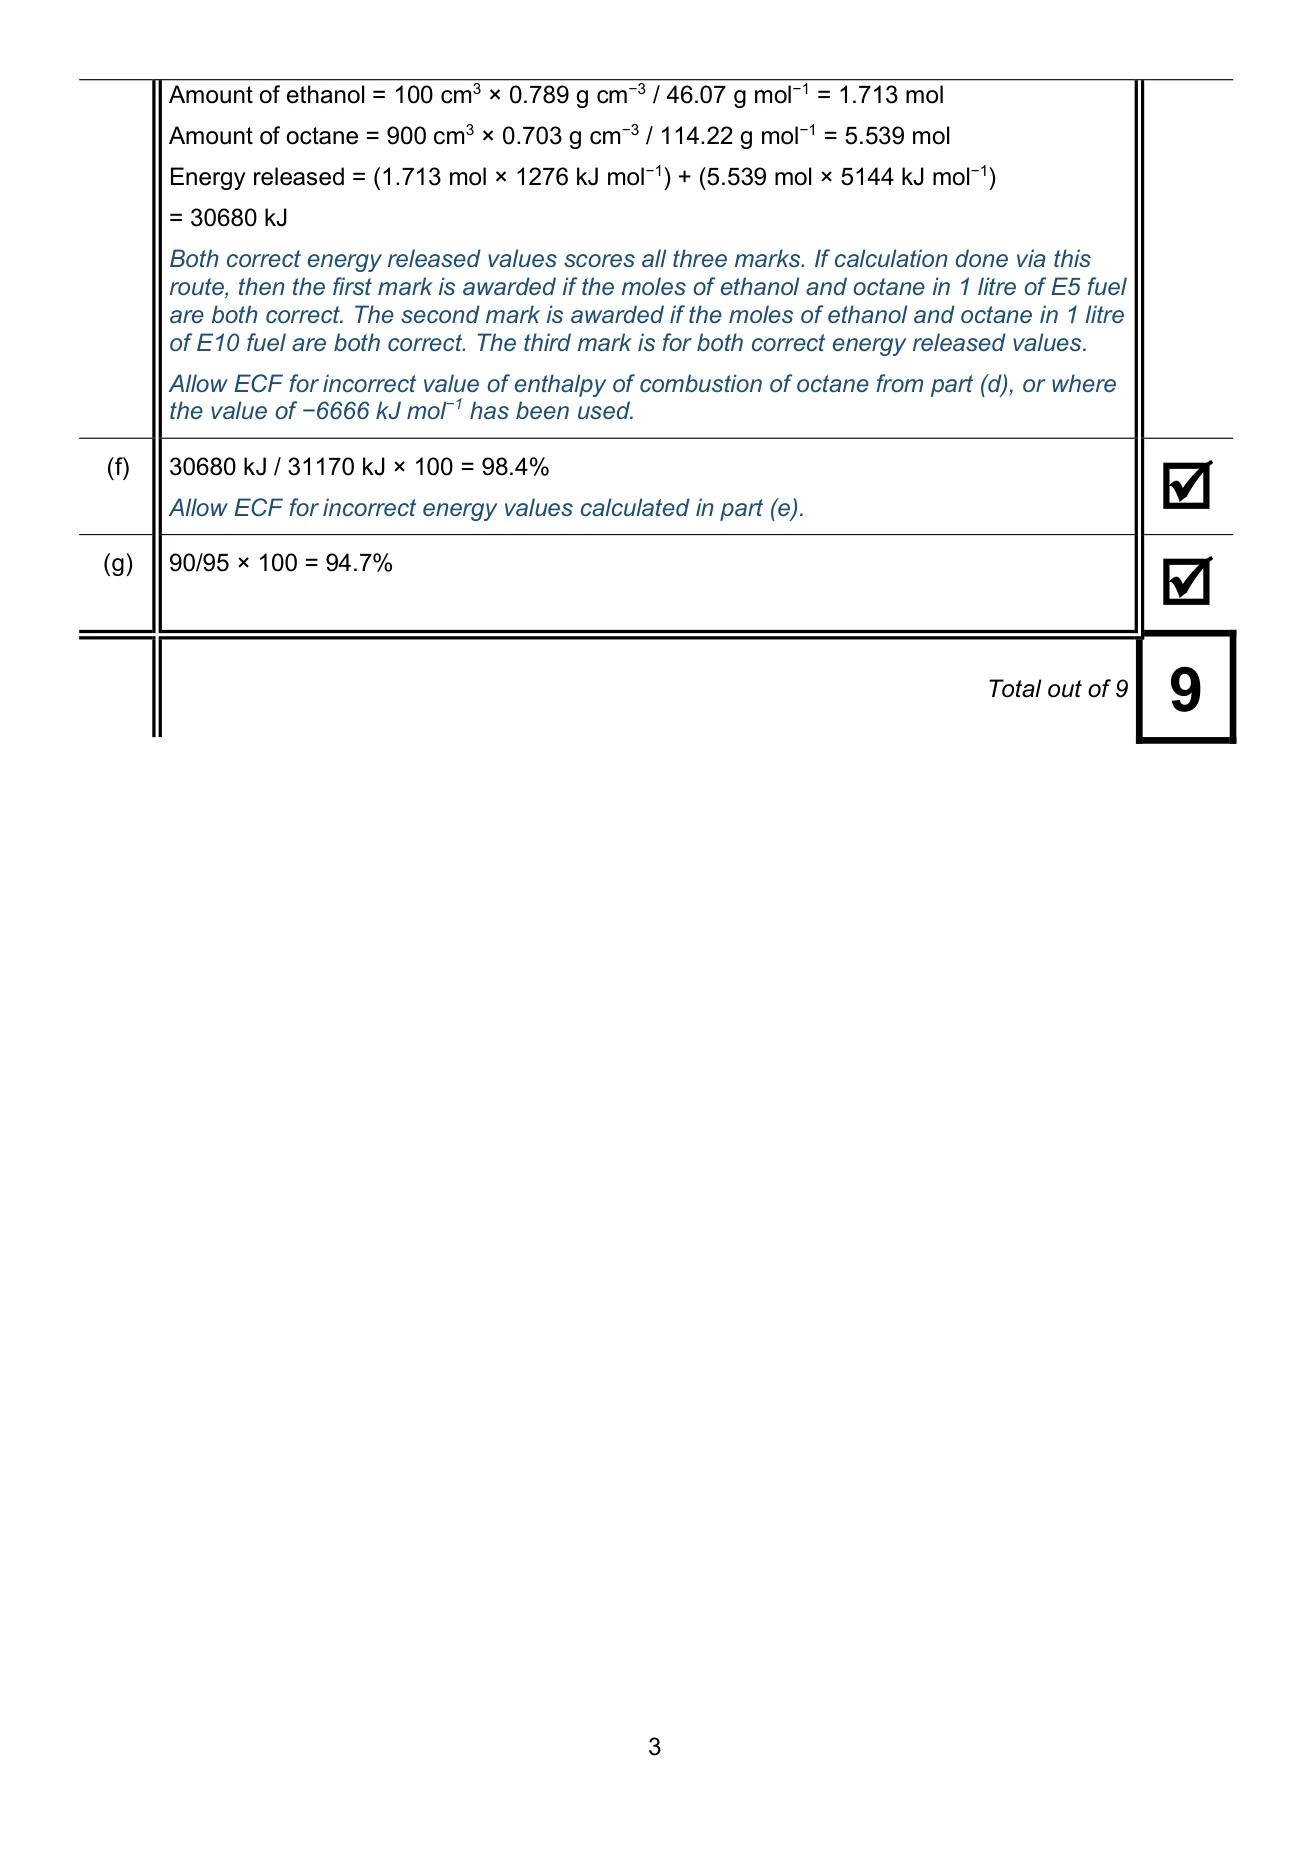 Amount of ethanol = 100 cm³ × 0.789 g cm⁻³ / 46.07 g mol⁻¹ = 1.713 mol
Amount of octane = 900 cm³ × 0.703 g cm⁻³ / 114.22 g mol⁻¹ = 5.539 mol
Energy released = (1.713 mol × 1276 kJ mol⁻¹) + (5.539 mol × 5144 kJ mol⁻¹)
= 30680 kJ
Both correct energy released values scores all three marks. If calculation done via this
route, then the first mark is awarded if the moles of ethanol and octane in 1 litre of E5 fuel
are both correct. The second mark is awarded if the moles of ethanol and octane in 1 litre
of E10 fuel are both correct. The third mark is for both correct energy released values.
Allow ECF for incorrect value of enthalpy of combustion of octane from part (d), or where
the value of −6666 kJ mol⁻¹ has been used.
(f) 30680 kJ / 31170 kJ × 100 = 98.4%
Allow ECF for incorrect energy values calculated in part (e).
(g) 90/95 × 100 = 94.7%
Total out of 9 9
3